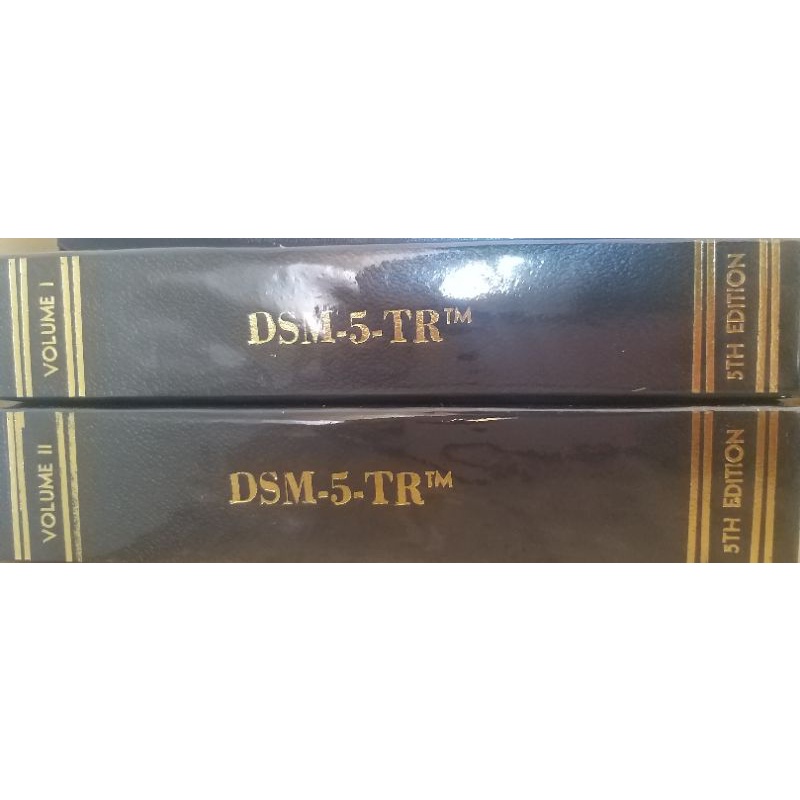 VOLUME I
DSM-5-TR™
5TH EDITION
VOLUME II
DSM-5-TR™
5TH EDITION